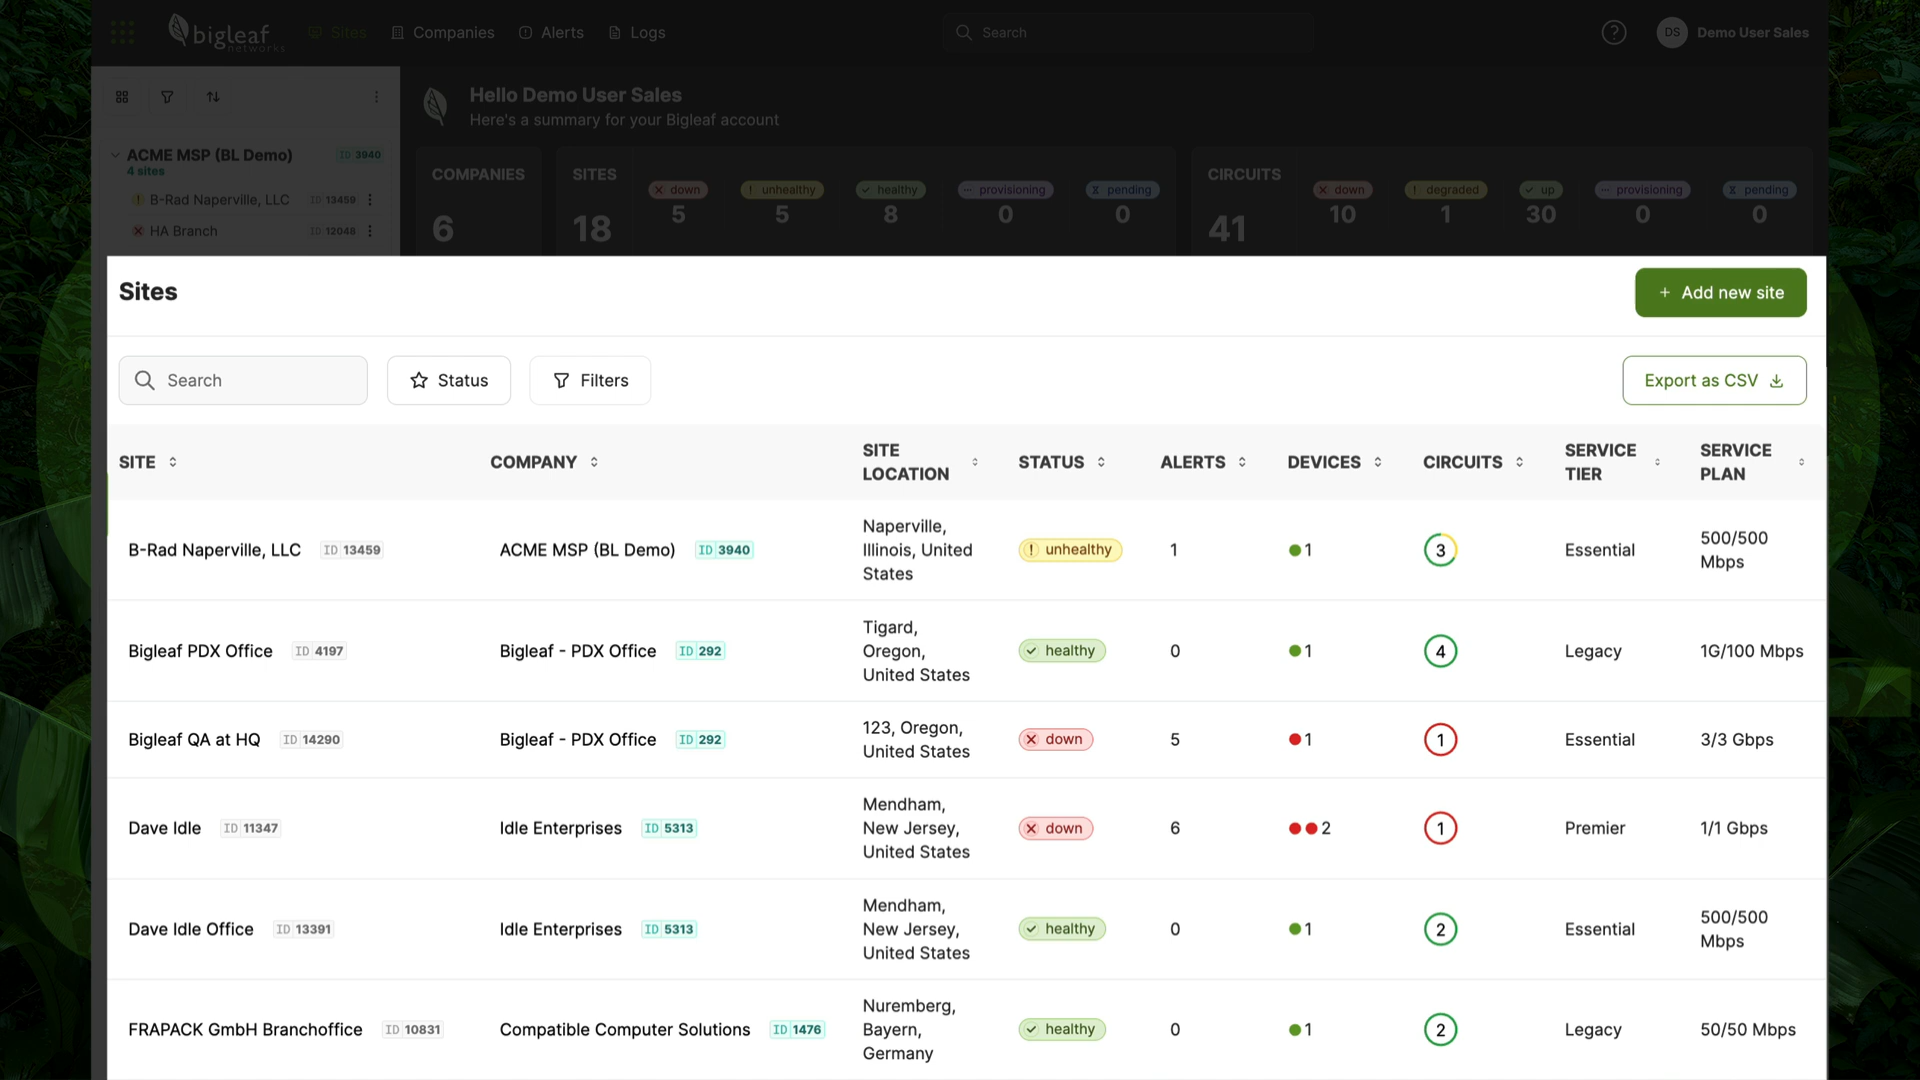 bigleaf
networks
Sites
Companies
Alerts
Logs
Search
?
DS
Demo User Sales
Hello Demo User Sales
Here's a summary for your Bigleaf account
ACME MSP (BL Demo)
ID 3940
4 sites
B-Rad Naperville, LLC
ID 13459
HA Branch
ID 12046
COMPANIES
6
SITES
18
down
5
unhealthy
5
healthy
8
provisioning
0
pending
0
CIRCUITS
41
down
10
degraded
1
up
30
provisioning
0
pending
0
Sites
+ Add new site
Search
Status
Filters
Export as CSV
SITE
COMPANY
SITE
LOCATION
STATUS
ALERTS
DEVICES
CIRCUITS
SERVICE
TIER
SERVICE
PLAN
B-Rad Naperville, LLC
ID 13459
ACME MSP (BL Demo)
ID 3940
Naperville,
Illinois, United
States
! unhealthy
1
1
3
Essential
500/500
Mbps
Bigleaf PDX Office
ID 4197
Bigleaf - PDX Office
ID 292
Tigard,
Oregon,
United States
healthy
0
1
4
Legacy
1G/100 Mbps
Bigleaf QA at HQ
ID 14290
Bigleaf - PDX Office
ID 292
123, Oregon,
United States
down
5
1
1
Essential
3/3 Gbps
Dave Idle
ID 11347
Idle Enterprises
ID 5313
Mendham,
New Jersey,
United States
down
6
2
1
Premier
1/1 Gbps
Dave Idle Office
ID 13391
Idle Enterprises
ID 5313
Mendham,
New Jersey,
United States
healthy
0
1
2
Essential
500/500
Mbps
FRAPACK GmbH Branchoffice
ID 10831
Compatible Computer Solutions
ID 1476
Nuremberg,
Bayern,
Germany
healthy
0
1
2
Legacy
50/50 Mbps